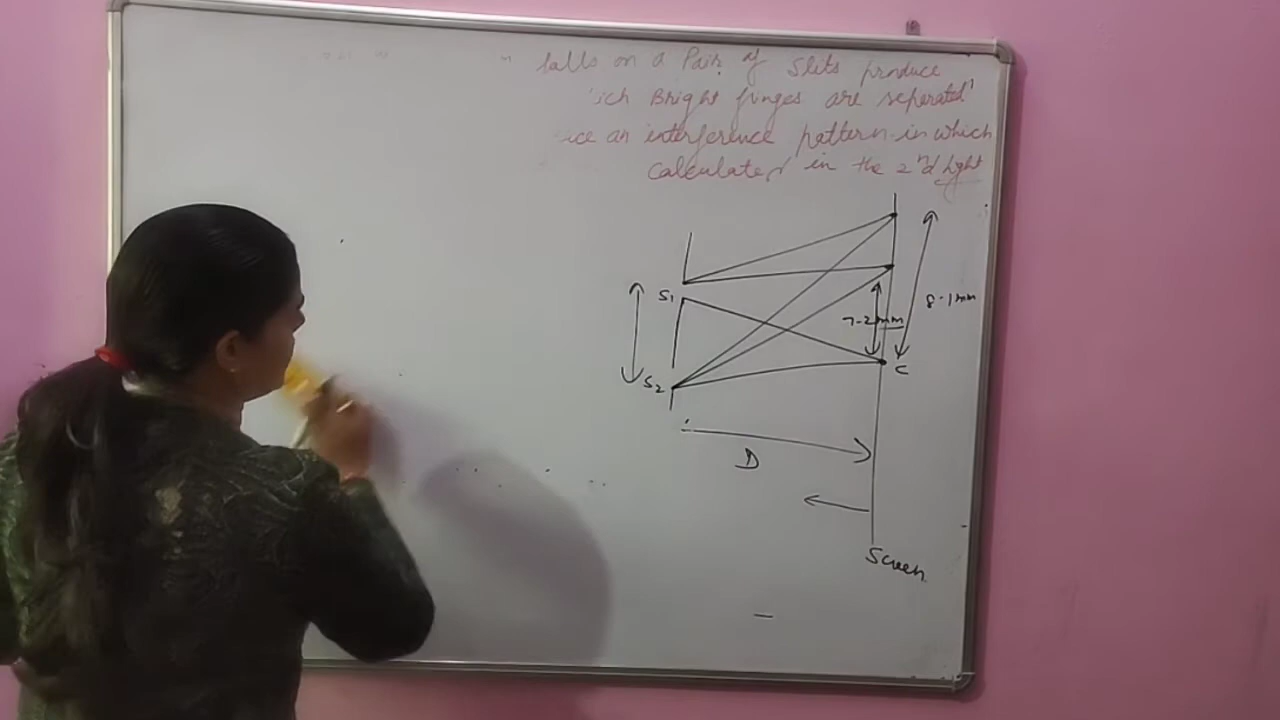 falls on a Pair of Slits produce
ich Bright fringes are seperated
ice an interference pattern in which
calculate in the 2nd light
S1
S2
7-2mm
8-1mm
C
D
Screen